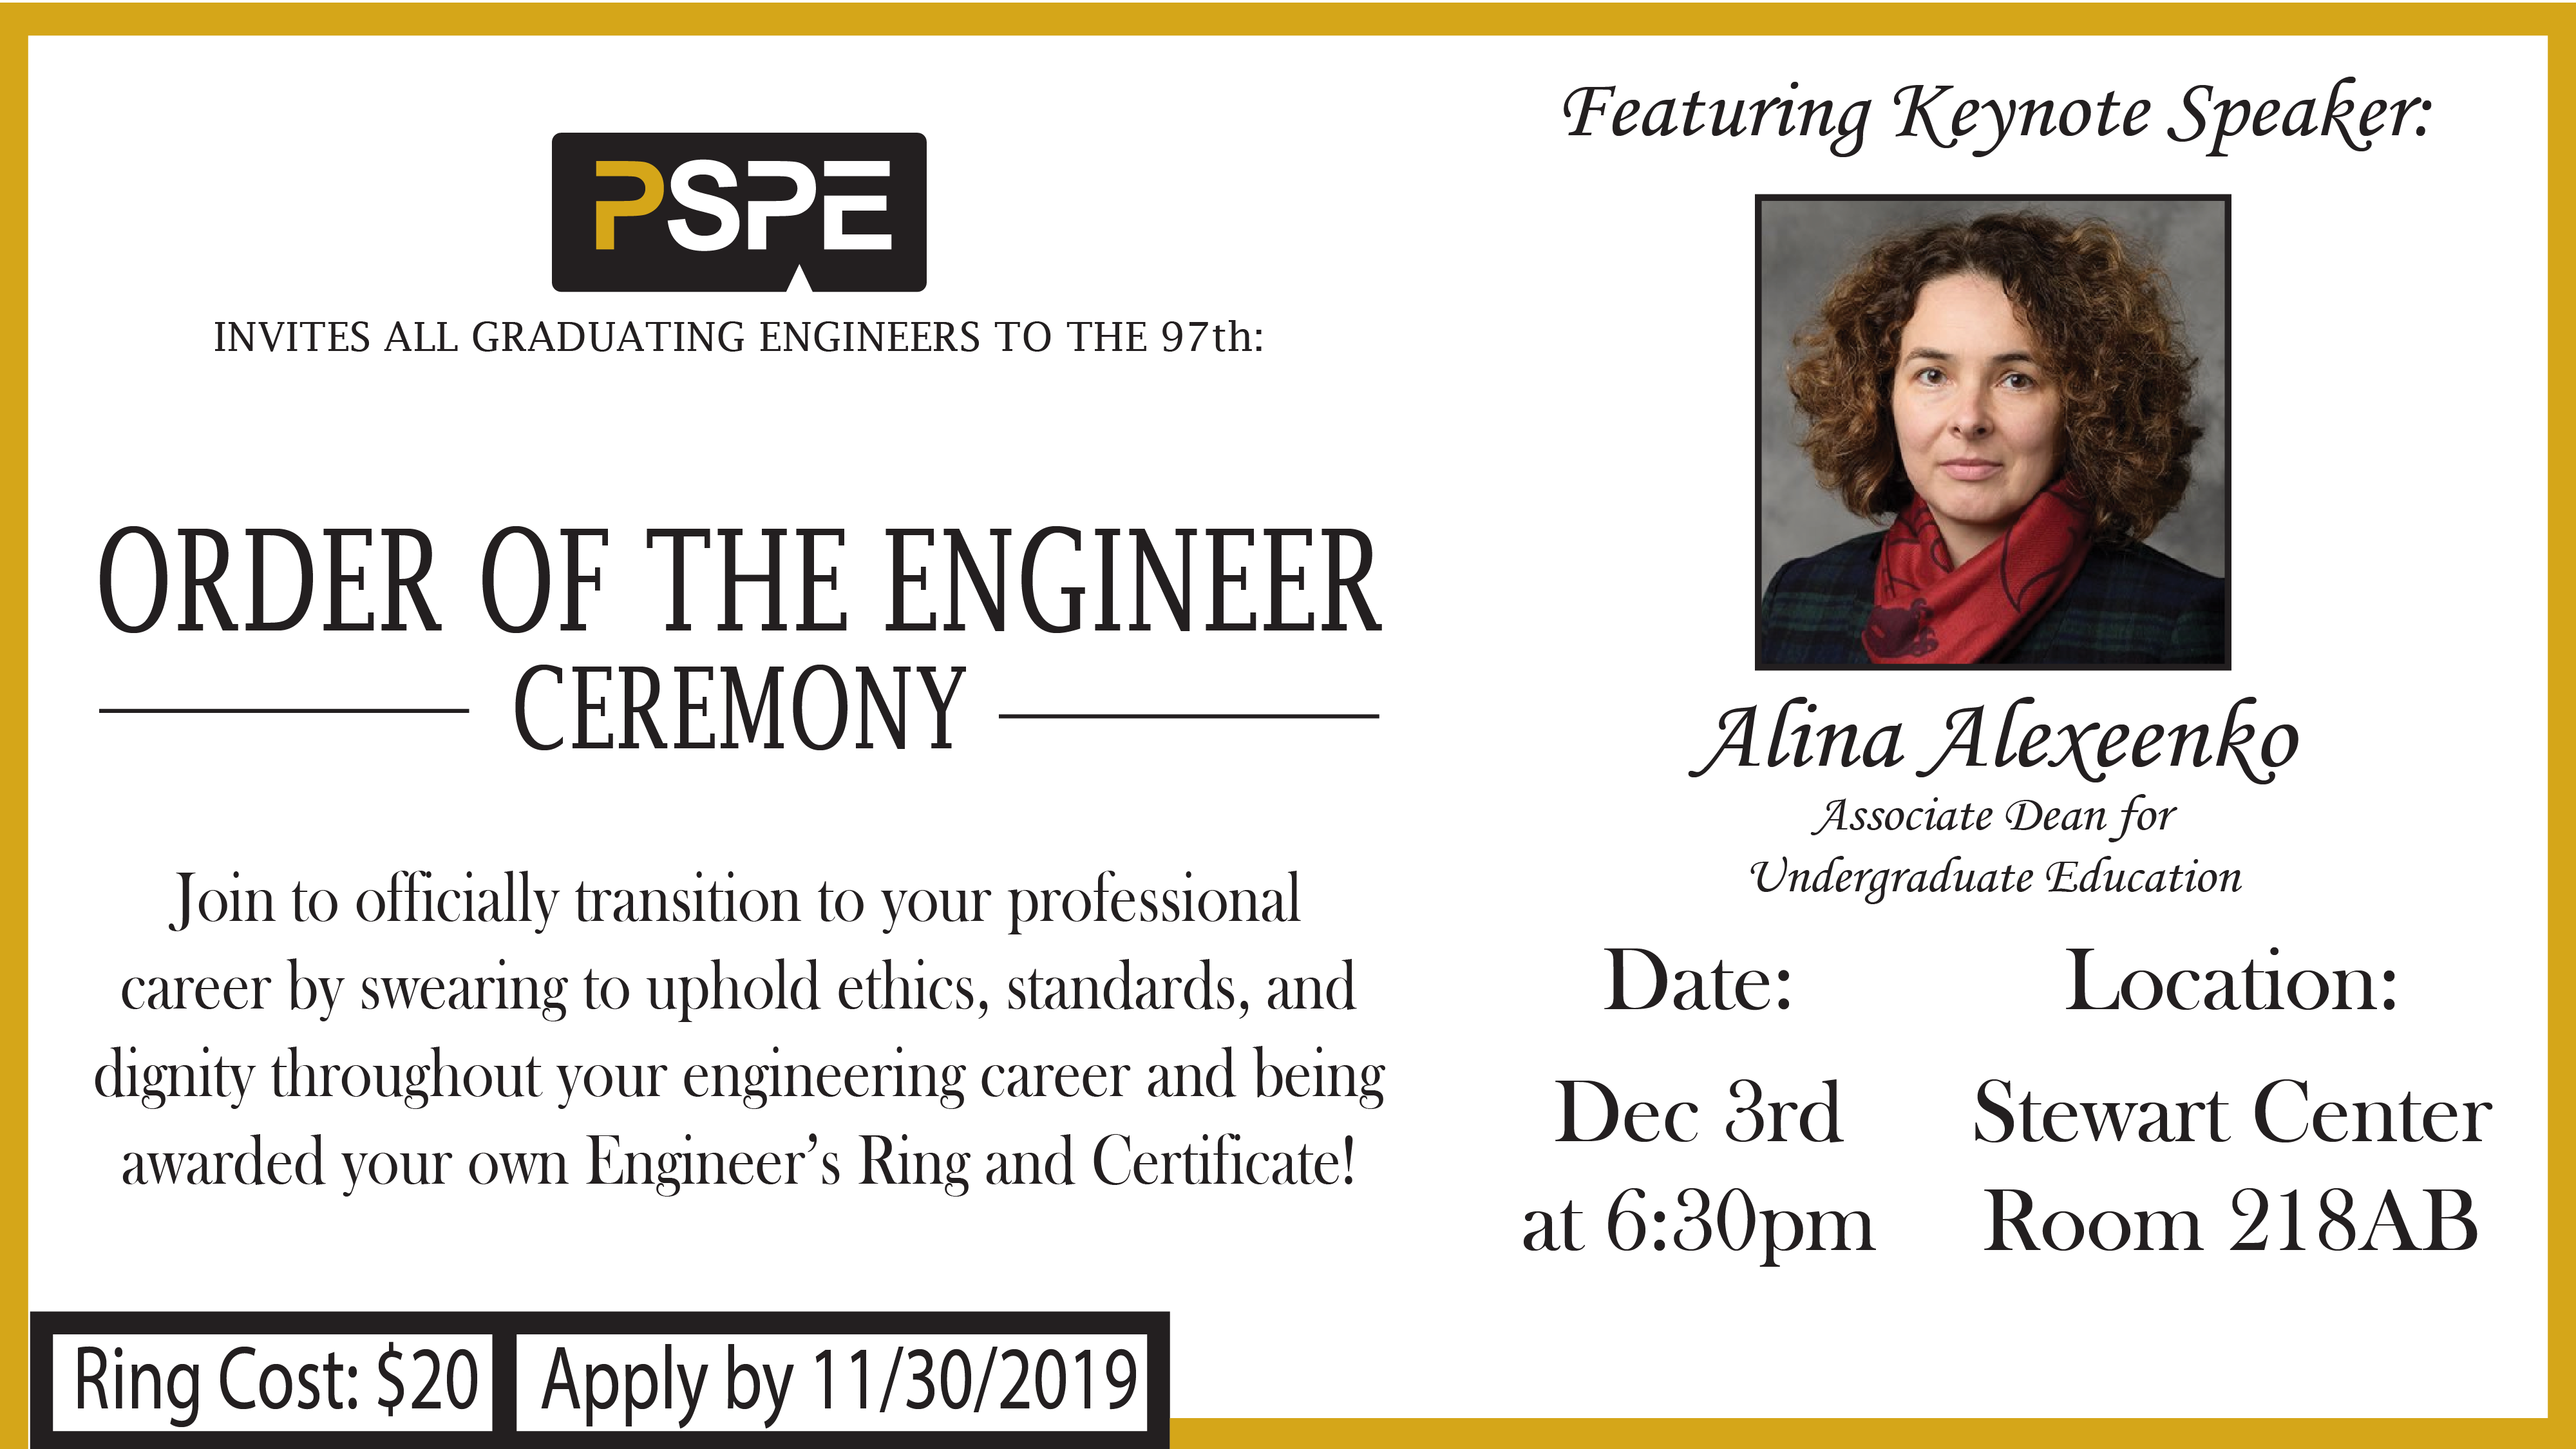 PSPE
INVITES ALL GRADUATING ENGINEERS TO THE 97th:
ORDER OF THE ENGINEER
CEREMONY
Join to officially transition to your professional
career by swearing to uphold ethics, standards, and
dignity throughout your engineering career and being
awarded your own Engineer’s Ring and Certificate!
Ring Cost: $20
Apply by 11/30/2019
Featuring Keynote Speaker:
Alina Alexeenko
Associate Dean for
Undergraduate Education
Date:
Dec 3rd
at 6:30pm
Location:
Stewart Center
Room 218AB